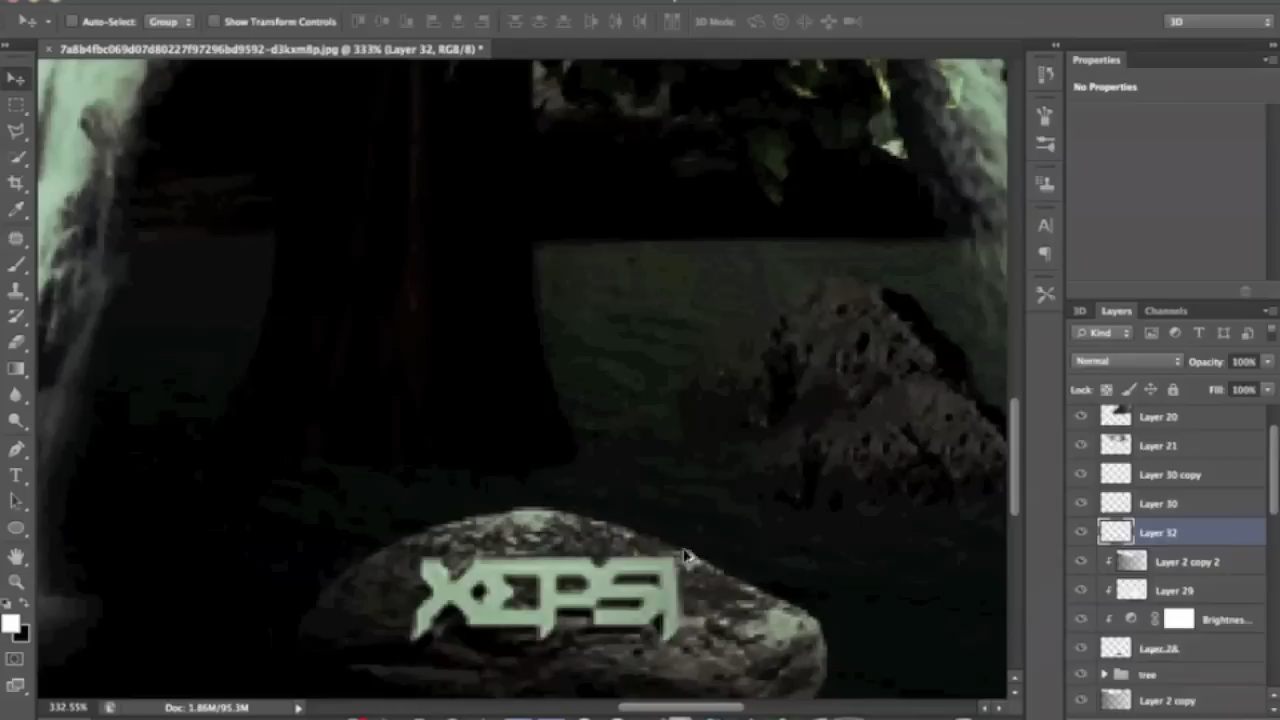 Auto-Select: Group Show Transform Controls 3D Mode: 3D
× 7a8b4fbc069d07d80227f97296bd9592-d3kxm8p.jpg @ 333% (Layer 32, RGB/8) *
Properties
No Properties
3D Layers Channels
Kind
Normal Opacity: 100%
Lock: Fill: 100%
Layer 20
Layer 21
Layer 30 copy
Layer 30
Layer 32
Layer 2 copy 2
Layer 29
Brightnes...
Layer 28
tree
Layer 2 copy
332.55% Doc: 1.86M/95.3M